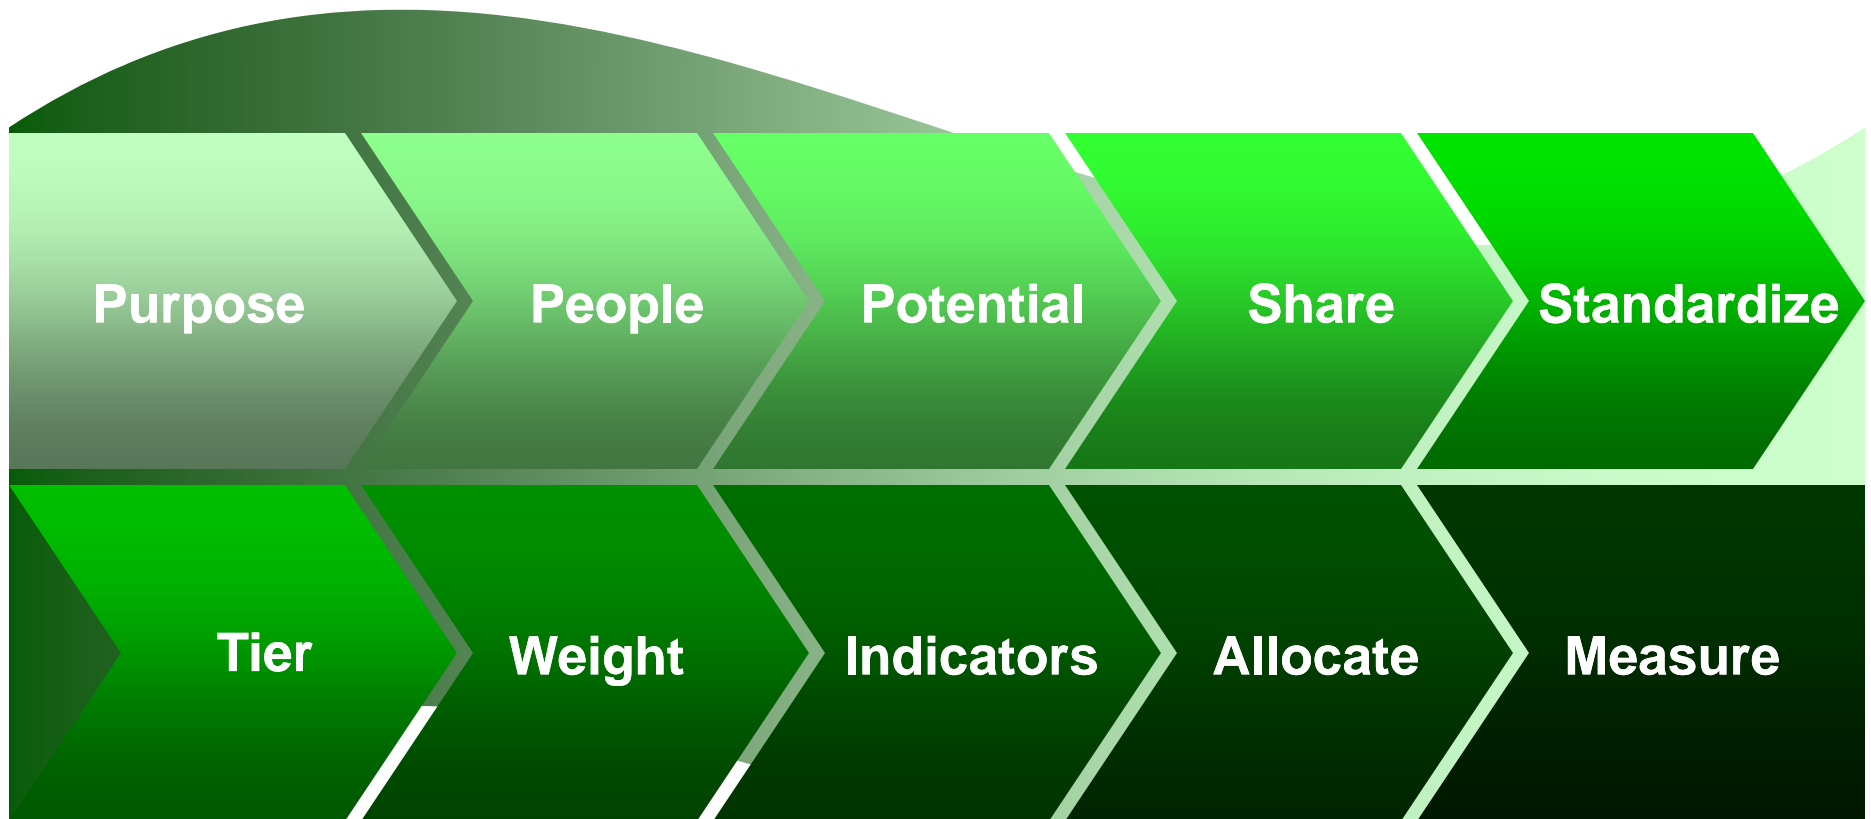 Purpose
People
Potential
Share
Standardize
Tier
Weight
Indicators
Allocate
Measure